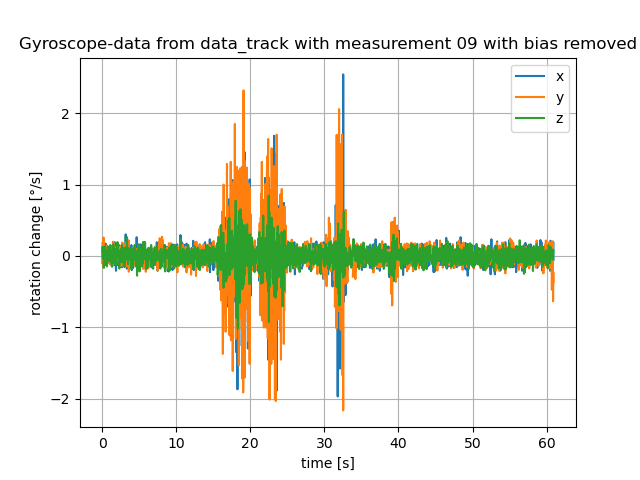 Gyroscope-data from data_track with measurement 09 with bias removed
x
y
z
rotation change [°/s]
2
1
0
−1
−2
0 10 20 30 40 50 60
time [s]